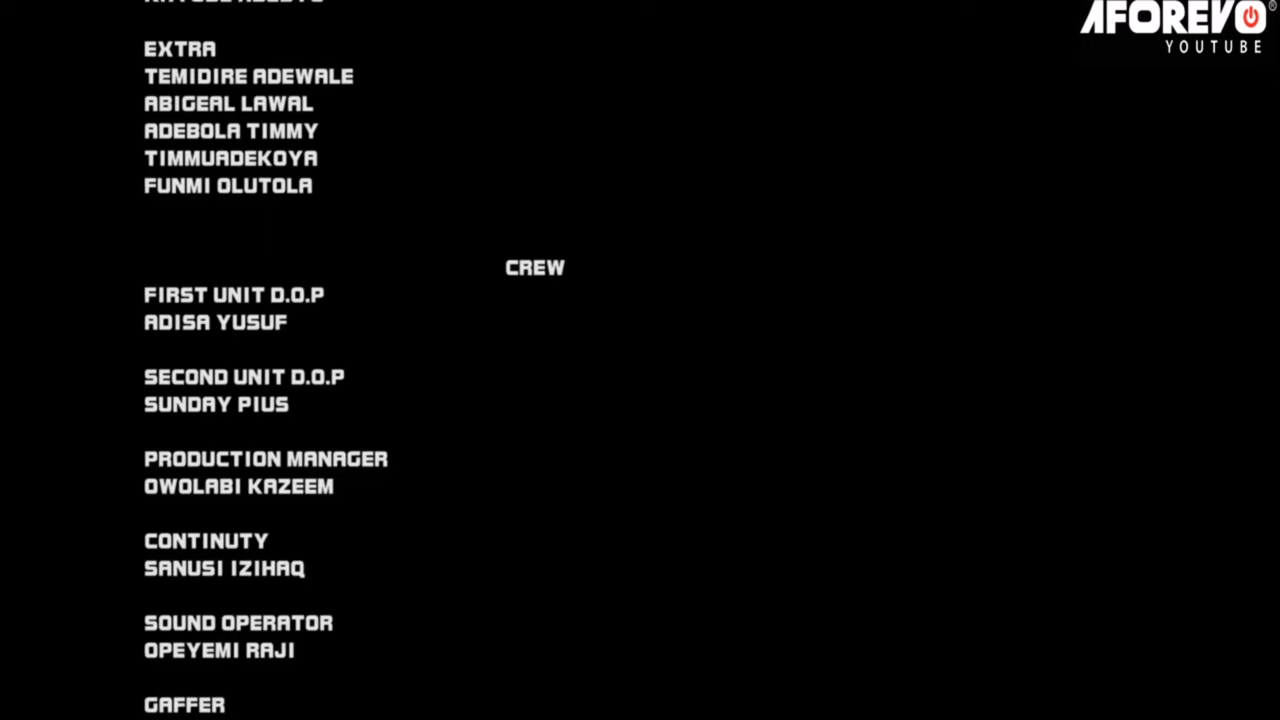 AFOREVO
YOUTUBE
EXTRA
TEMIDIRE ADEWALE
ABIGEAL LAWAL
ADEBOLA TIMMY
TIMMUADEKOYA
FUNMI OLUTOLA
CREW
FIRST UNIT D.O.P
ADISA YUSUF
SECOND UNIT D.O.P
SUNDAY PIUS
PRODUCTION MANAGER
OWOLABI KAZEEM
CONTINUTY
SANUSI IZIHAQ
SOUND OPERATOR
OPEYEMI RAJI
GAFFER